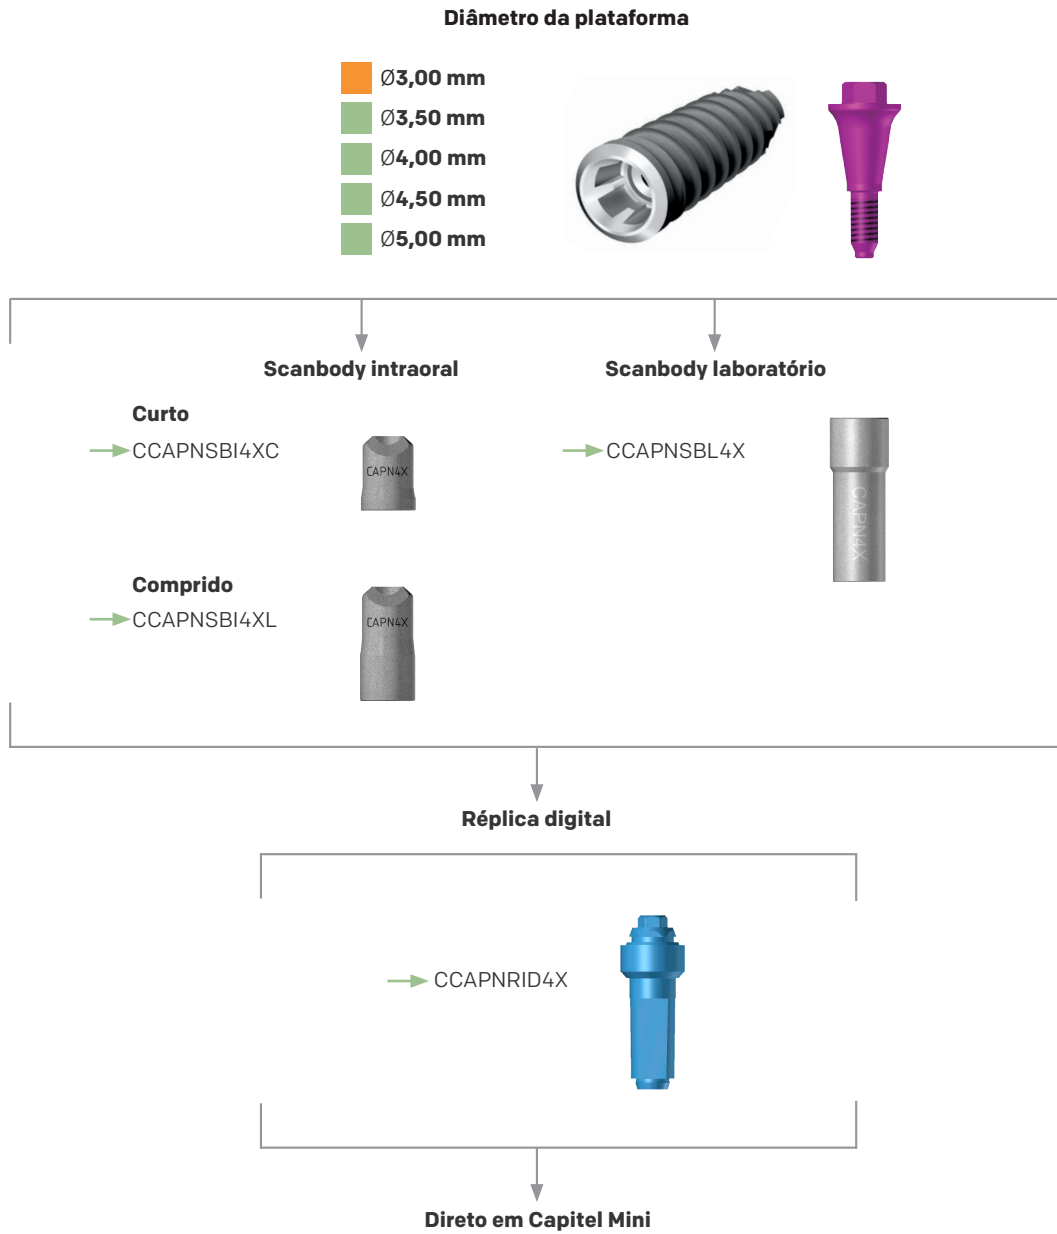 Diâmetro da plataforma
Ø3,00 mm
Ø3,50 mm
Ø4,00 mm
Ø4,50 mm
Ø5,00 mm
Scanbody intraoral
Scanbody laboratório
Curto
CCAPNSBI4XC
CAPN4X
CCAPNSBL4X
CAPN4X
Comprido
CCAPNSBI4XL
CAPN4X
Réplica digital
CCAPNRID4X
Direto em Capitel Mini